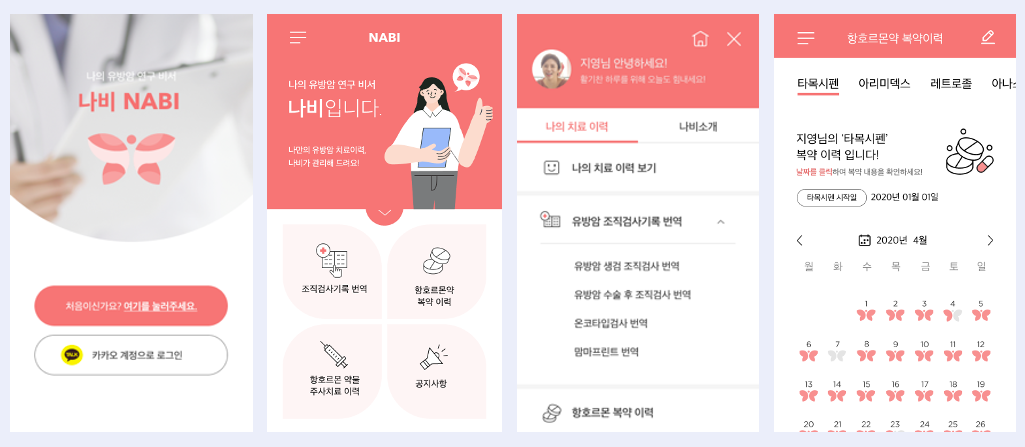 나의 유방암 연구 비서
나비 NABI
처음이신가요? 여기를 눌러주세요.
TALK
카카오 계정으로 로그인
NABI
나의 유방암 연구 비서
나비입니다.
나만의 유방암 치료이력,
나비가 관리해 드려요!
조직검사기록 번역
항호르몬약
복약 이력
항호르몬 약물
주사치료 이력
공지사항
지영님 안녕하세요!
활기찬 하루를 위해 오늘도 힘내세요!
나의 치료 이력
나비소개
나의 치료 이력 보기
유방암 조직검사기록 번역
유방암 생검 조직검사 번역
유방암 수술 후 조직검사 번역
온코타입검사 번역
맘마프린트 번역
항호르몬 복약 이력
항호르몬약 복약이력
타목시펜 아리미덱스 레트로졸 아나스
지영님의 '타목시펜'
복약 이력 입니다!
날짜를 클릭하여 복약 내용을 확인하세요!
타목시펜 시작일 2020년 01월 01일
2020년 4월
월 화 수 목 금 토 일
1 2 3 4 5
6 7 8 9 10 11 12
13 14 15 16 17 18 19
20 21 22 23 24 25 26